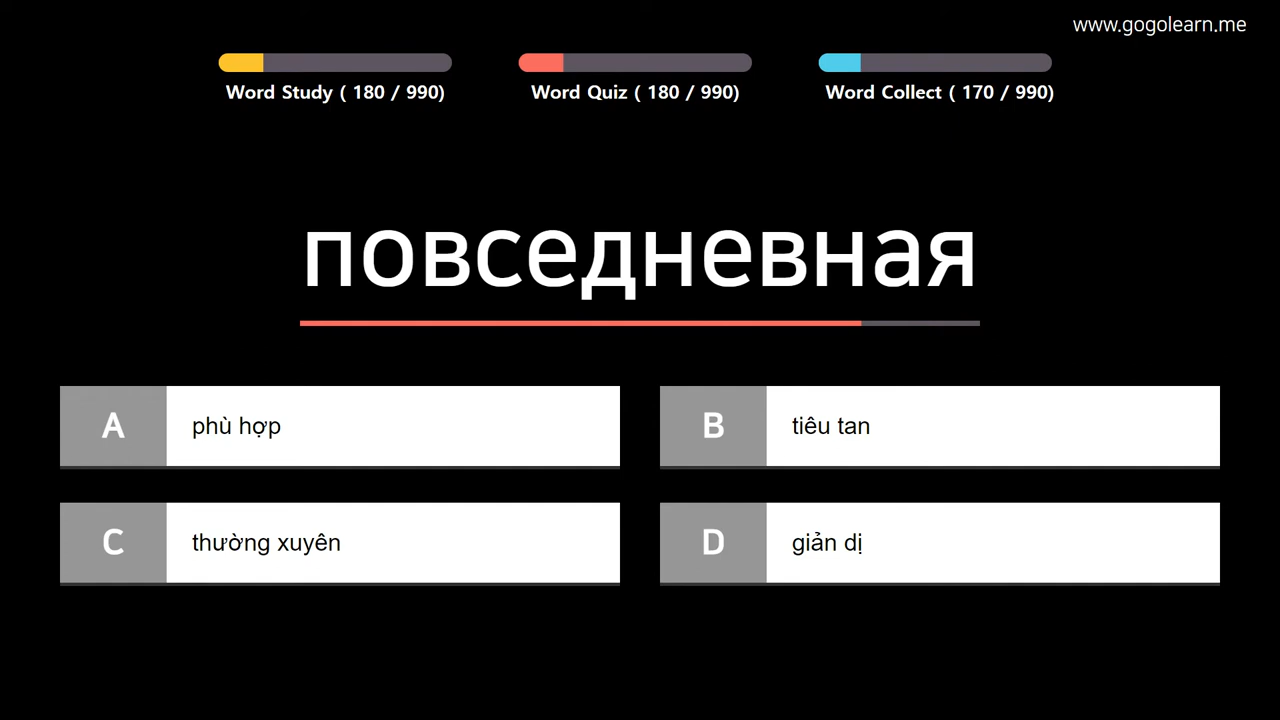 www.gogolearn.me
Word Study ( 180 / 990)
Word Quiz ( 180 / 990)
Word Collect ( 170 / 990)
повседневная
A phù hợp
B tiêu tan
C thường xuyên
D giản dị